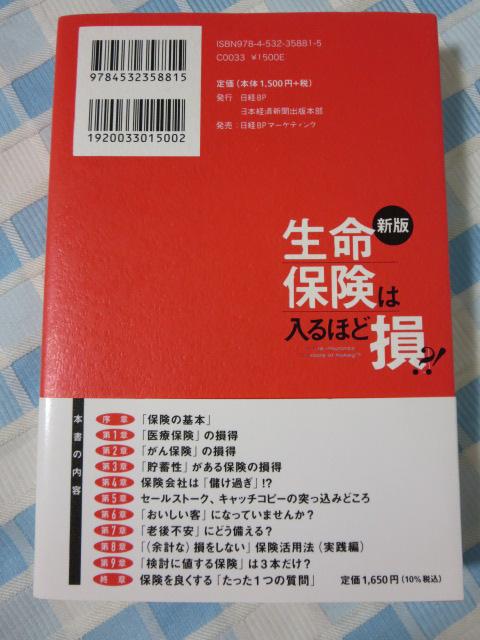 ISBN978-4-532-35881-5
C0033 ¥1500E
9784532358815
定価(本体1,500円+税)
発行 日経BP
日本経済新聞出版本部
発売:日経BPマーケティング
1920033015002
新版
生命
保険は
入るほど
損?!
本書の内容
序章 「保険の基本」
第1章 「医療保険」の損得
第2章 「がん保険」の損得
第3章 「貯蓄性」がある保険の損得
第4章 保険会社は「儲け過ぎ」!?
第5章 セールストーク、キャッチコピーの突っ込みどころ
第6章 「おいしい客」になっていませんか?
第7章 「老後不安」にどう備える?
第8章 「(余計な)損をしない」保険活用法(実践編)
第9章 「検討に値する保険」は3本だけ?
終章 保険を良くする「たった1つの質問」
定価1,650円(10%税込)